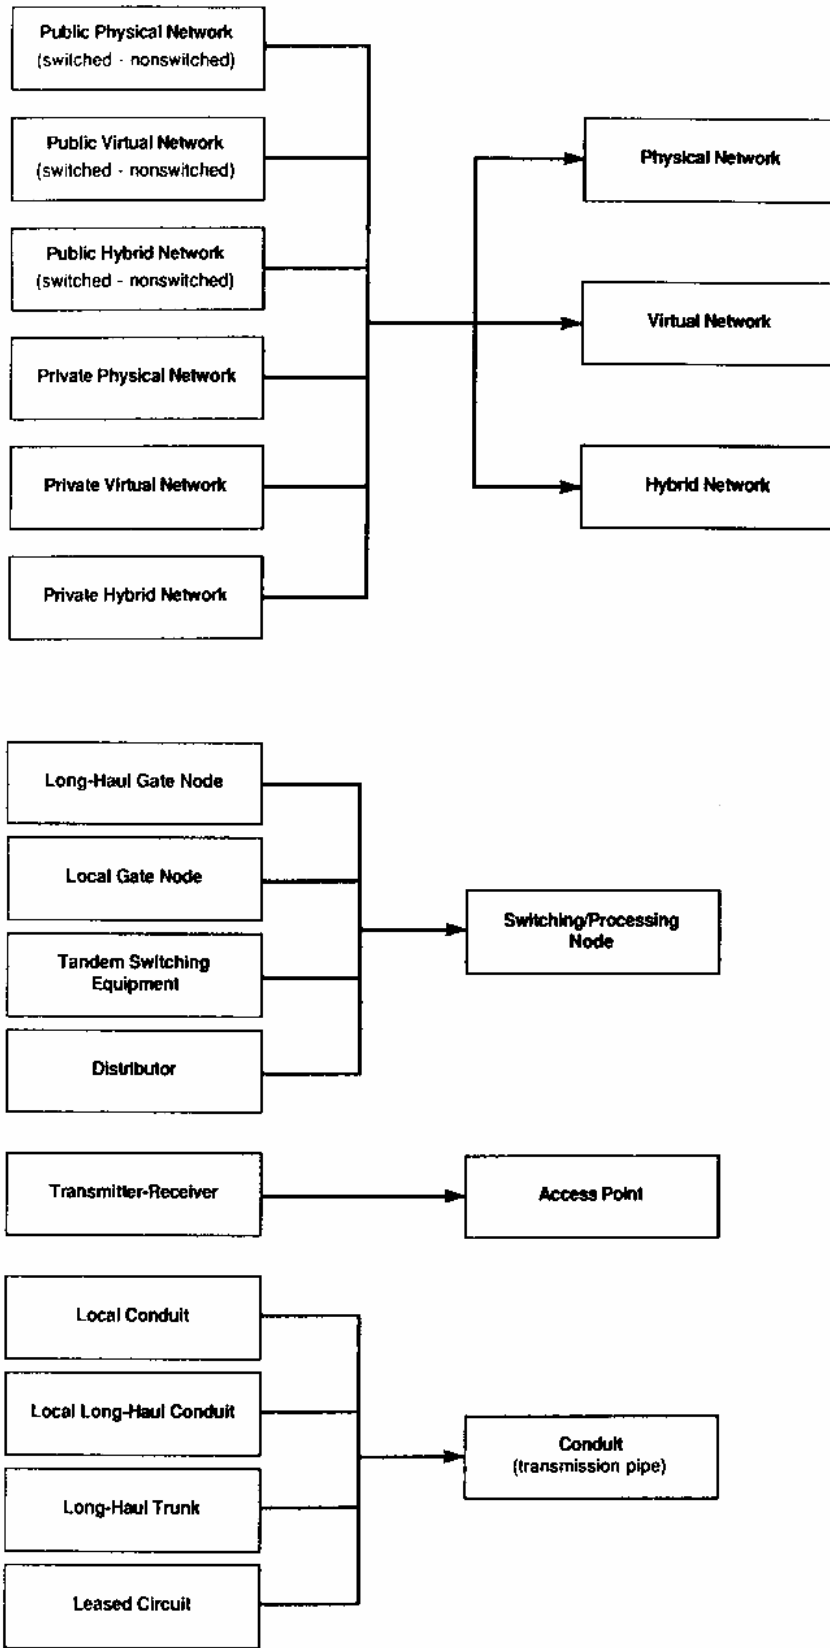 Public Physical Network
(switched - nonswitched)
Public Virtual Network
(switched - nonswitched)
Public Hybrid Network
(switched - nonswitched)
Private Physical Network
Private Virtual Network
Private Hybrid Network
Physical Network
Virtual Network
Hybrid Network
Long-Haul Gate Node
Local Gate Node
Tandem Switching
Equipment
Distributor
Switching/Processing
Node
Transmitter-Receiver
Access Point
Local Conduit
Local Long-Haul Conduit
Long-Haul Trunk
Leased Circuit
Conduit
(transmission pipe)